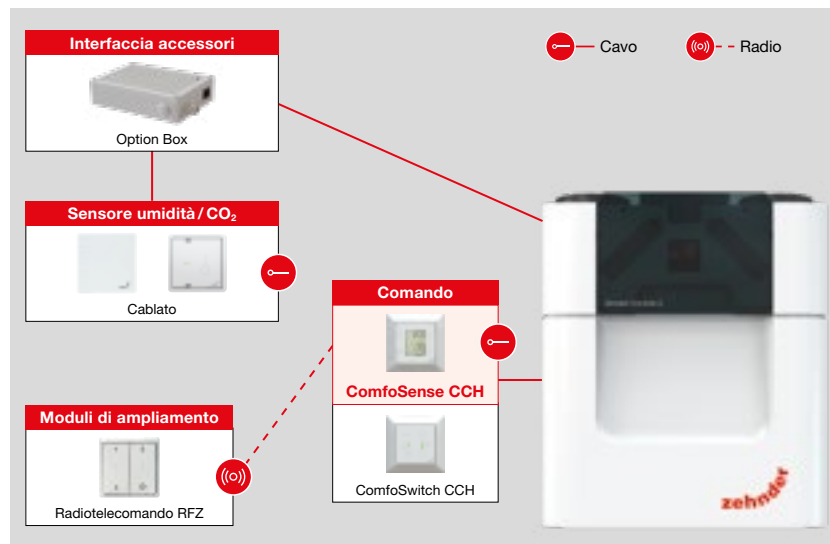 Interfaccia accessori
Option Box
Cavo
Radio
Sensore umidità / CO₂
Cablato
Comando
ComfoSense CCH
ComfoSwitch CCH
Moduli di ampliamento
Radiotelecomando RFZ
zehnder